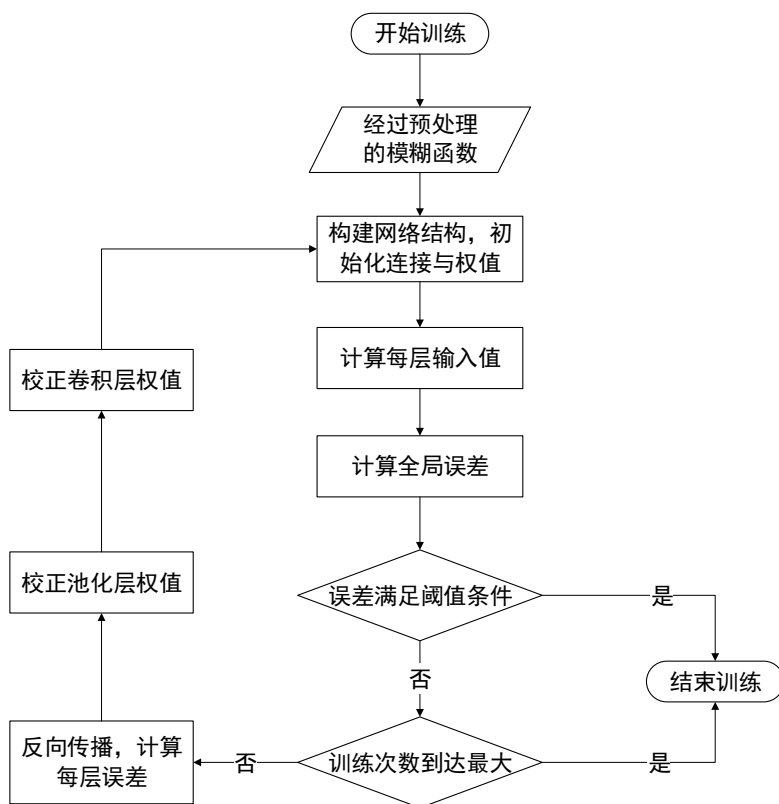 开始训练
经过预处理
的模糊函数
构建网络结构，初
始化连接与权值
计算每层输入值
校正卷积层权值
计算全局误差
校正池化层权值
误差满足阈值条件
是
否
结束训练
反向传播，计算
每层误差
否
训练次数到达最大
是